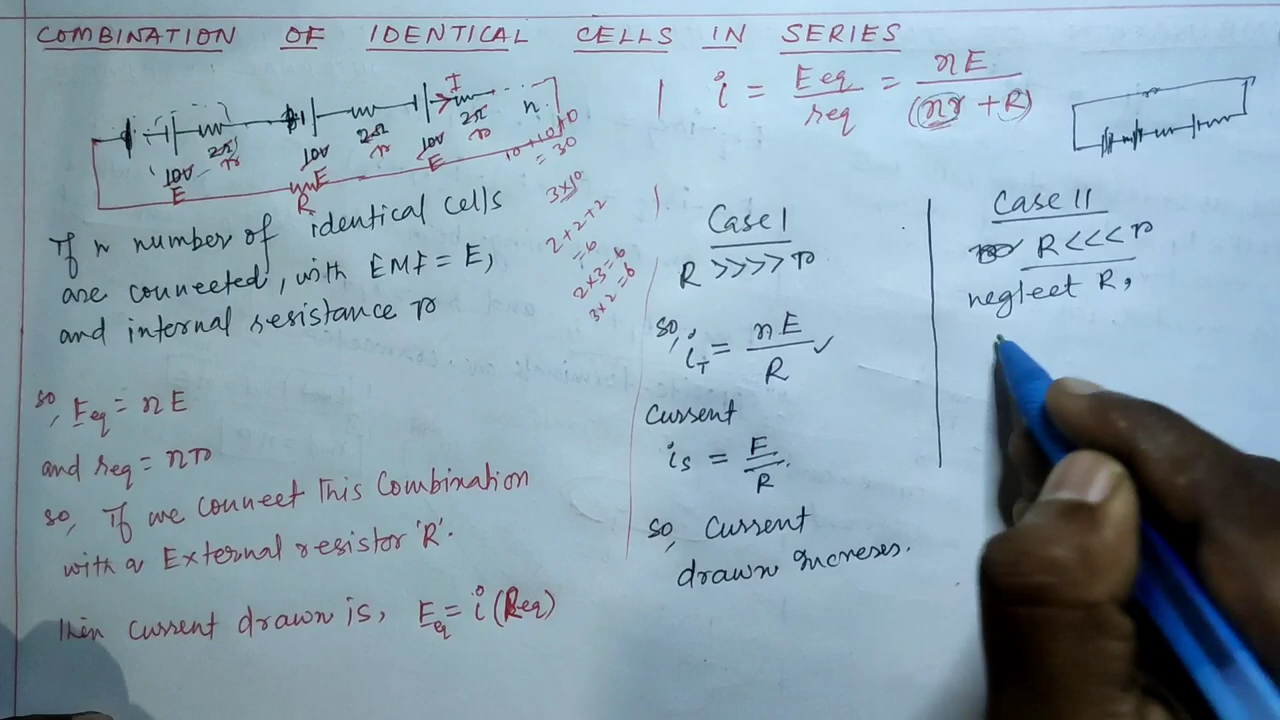 COMBINATION OF IDENTICAL CELLS IN SERIES
I
2Ω 2Ω 2Ω n
10V r 10V r 10V r
E E E
R
10+10+10
= 30
3×10
2+2+2
=6
2×3=6
3×2=6
If n number of identical cells
are connected, with EMF = E,
and internal resistance r
so, Eeq = nE
and req = nr
so, If we connect this Combination
with a External resistor 'R'.
Then current drawn is, Eeq = i(Req)
i = Eeq/req = nE/(nr + R)
Case I
R >>>> r
so, iT = nE/R ✓
Current
is = E/R.
so, Current
drawn increses.
Case II
R <<< r
neglect R,